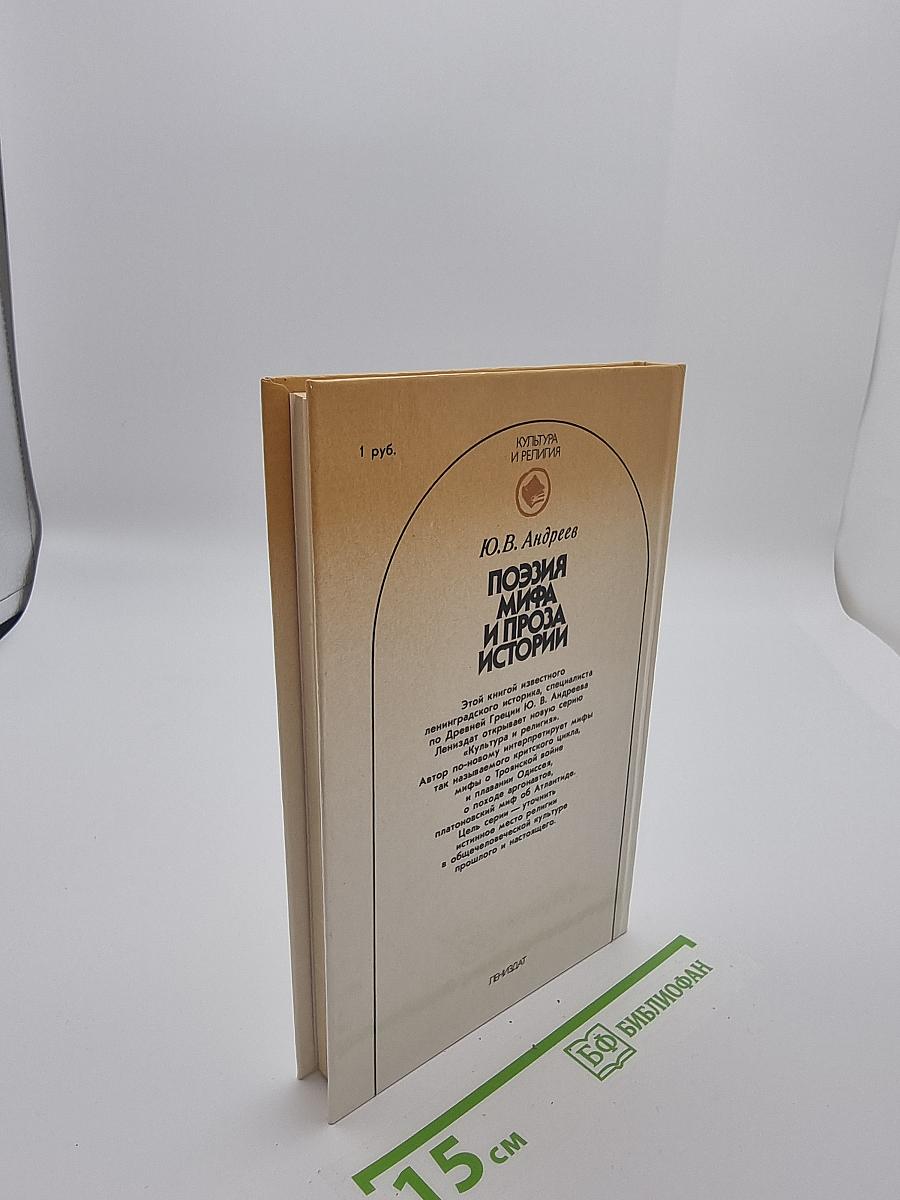 1 руб.
КУЛЬТУРА
И РЕЛИГИЯ
Ю.В. Андреев
ПОЭЗИЯ
МИФА
И ПРОЗА
ИСТОРИИ
Этой книгой известного
ленинградского историка, специалиста
по Древней Греции Ю. В. Андреева
Лениздат открывает новую серию
«Культура и религия».
Автор по-новому интерпретирует мифы
так называемого критского цикла,
мифы о Троянской войне
и плавании Одиссея,
о походе аргонавтов,
платоновский миф об Атлантиде.
Цель серии — уточнить
истинное место религии
в общечеловеческой культуре
прошлого и настоящего.
ЛЕНИЗДАТ
БФ БИБЛИОФАН
15 см